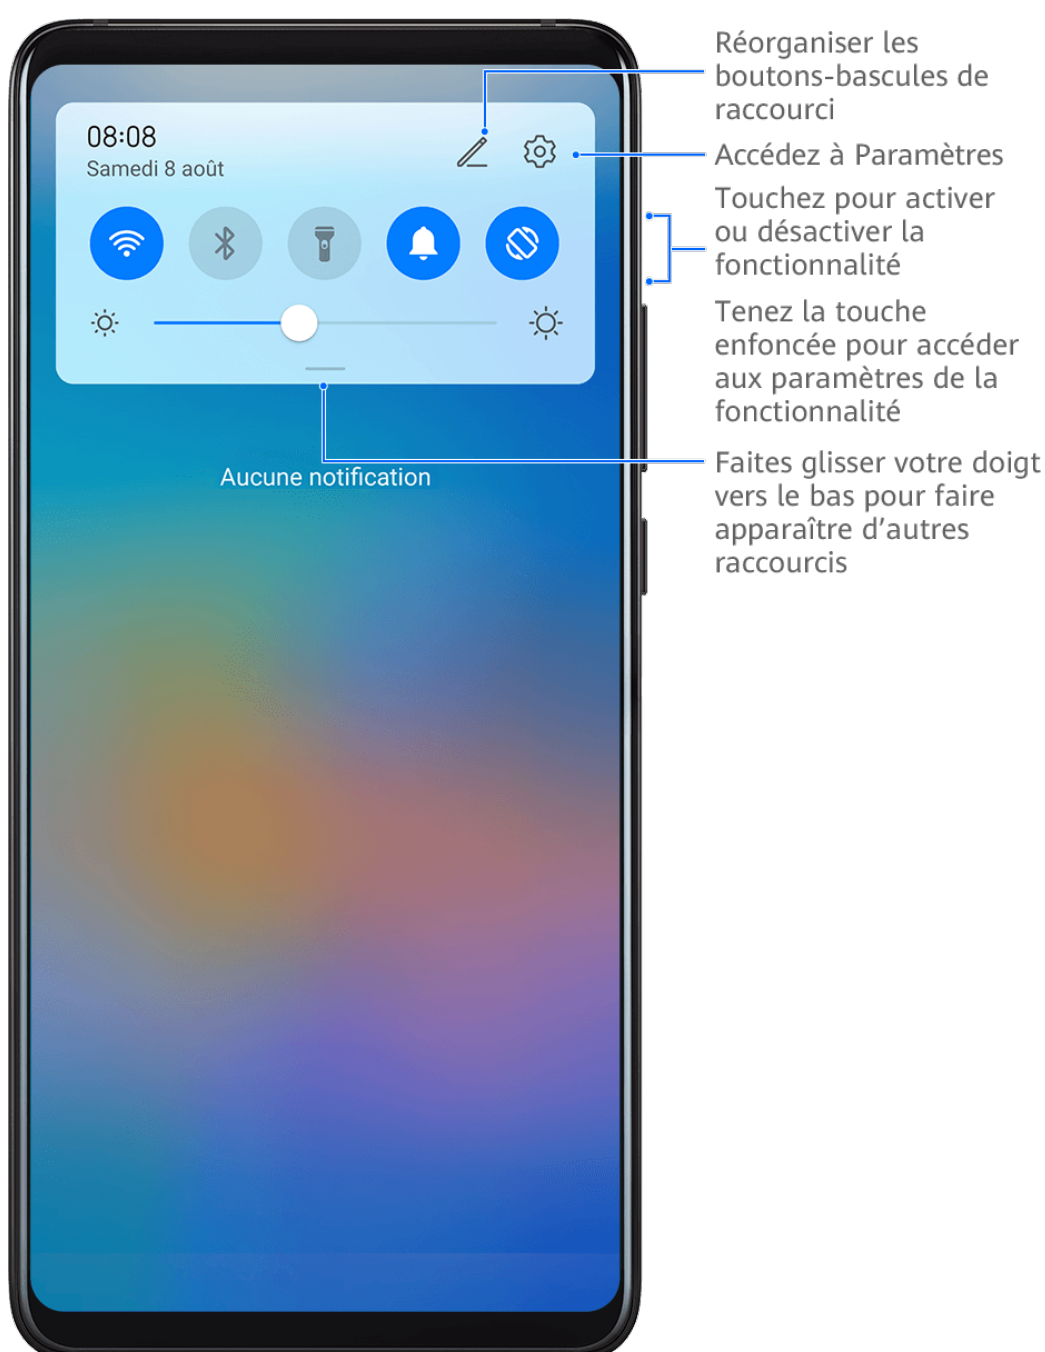 08:08
Samedi 8 août
Aucune notification
Réorganiser les
boutons-bascules de
raccourci
Accédez à Paramètres
Touchez pour activer
ou désactiver la
fonctionnalité
Tenez la touche
enfoncée pour accéder
aux paramètres de la
fonctionnalité
Faites glisser votre doigt
vers le bas pour faire
apparaître d’autres
raccourcis